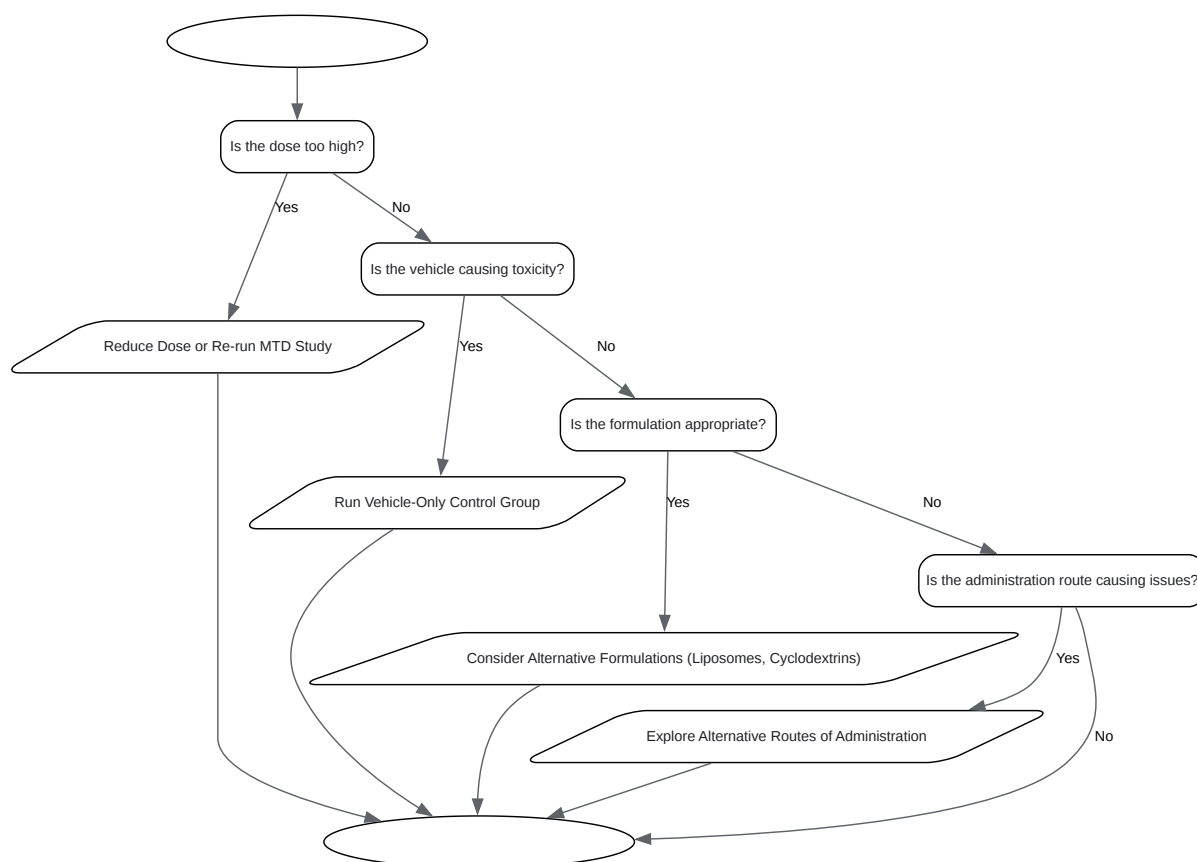 Is the dose too high?
Yes
No
Is the vehicle causing toxicity?
Reduce Dose or Re-run MTD Study
Yes
No
Is the formulation appropriate?
Run Vehicle-Only Control Group
Yes
No
Is the administration route causing issues?
Consider Alternative Formulations (Liposomes, Cyclodextrins)
Yes
Explore Alternative Routes of Administration
No